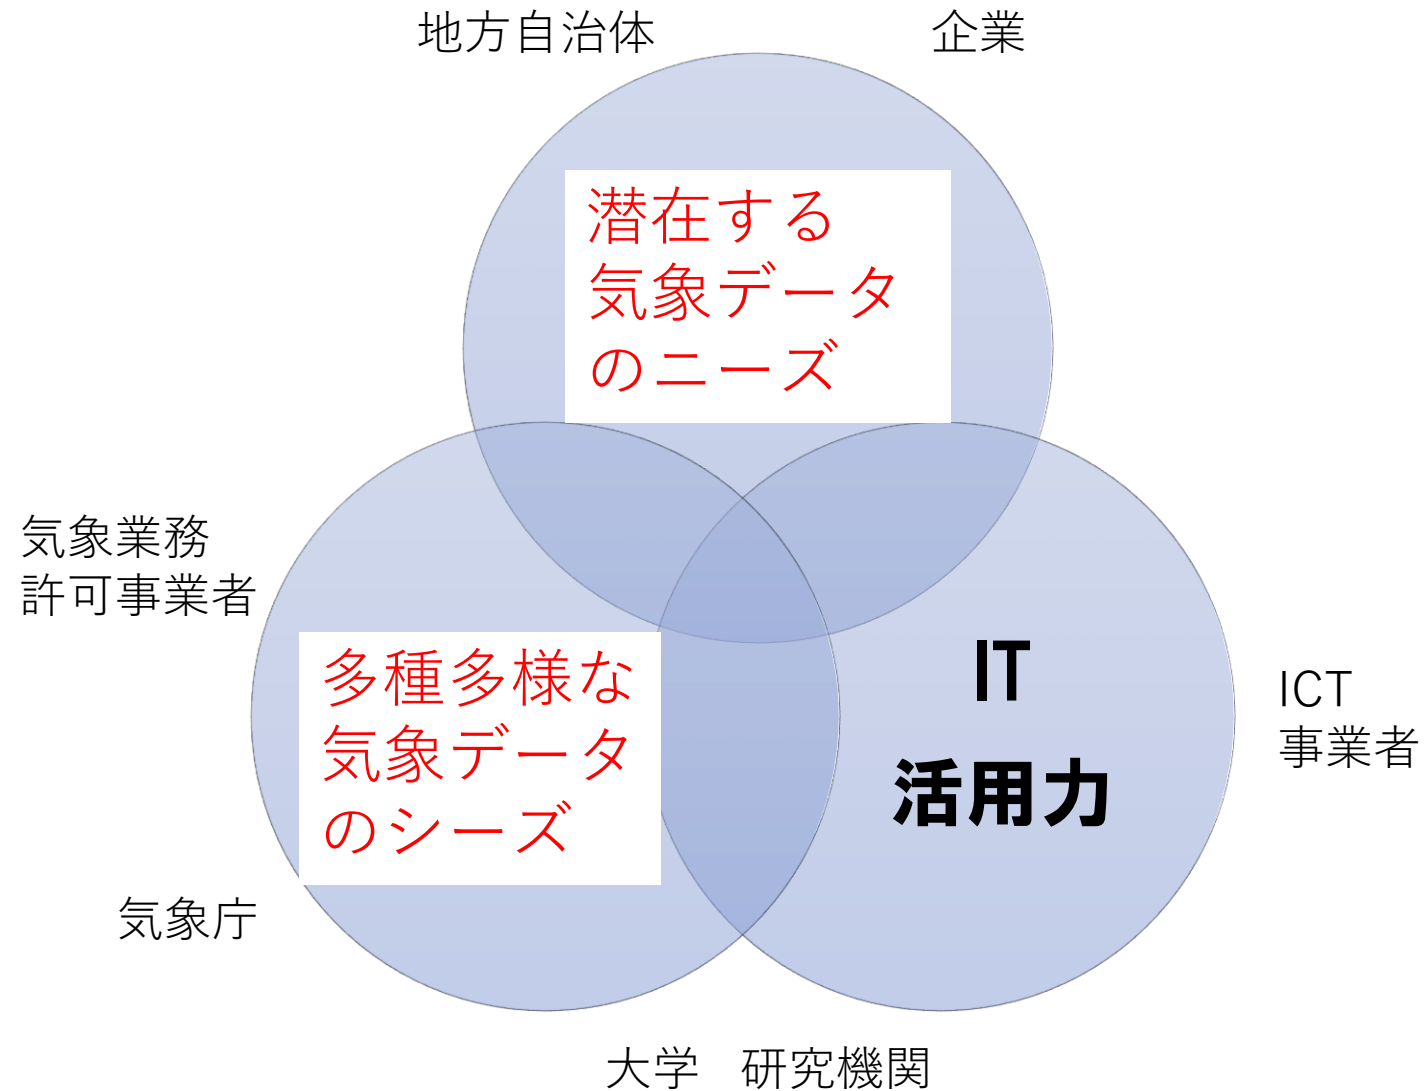 地方自治体
企業
潜在する
気象データ
のニーズ
気象業務
許可事業者
多種多様な
気象データ
のシーズ
IT
活用力
ICT
事業者
気象庁
大学　研究機関